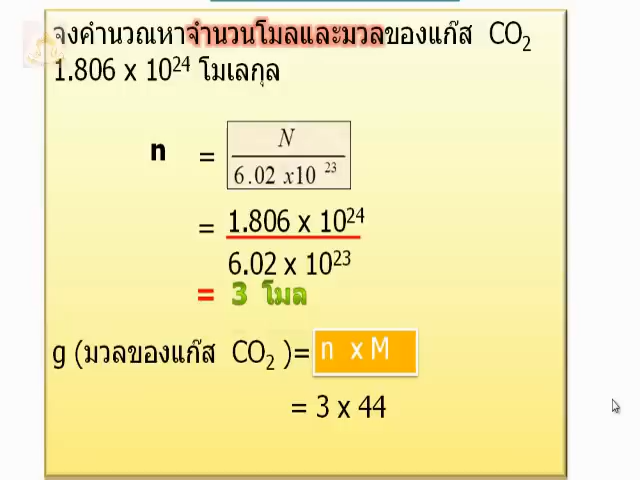 จงคำนวณหาจำนวนโมลและมวลของแก๊ส CO₂
1.806 x 10²⁴ โมเลกุล
n = N
6.02 x10 ²³
= 1.806 x 10²⁴
6.02 x 10²³
= 3 โมล
g (มวลของแก๊ส CO₂ )= n x M
= 3 x 44